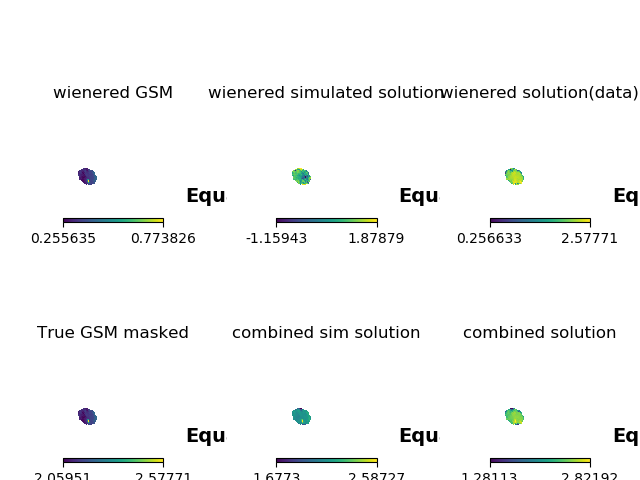 wienered GSM
wienered simulated solution
wienered solution(data)
Equ
Equ
Eq
0.255635 0.773826
-1.15943 1.87879
0.256633 2.57771
True GSM masked
combined sim solution
combined solution
Equ
Equ
Eq
2.05951 2.57771
1.6773 2.58727
1.28113 2.82192